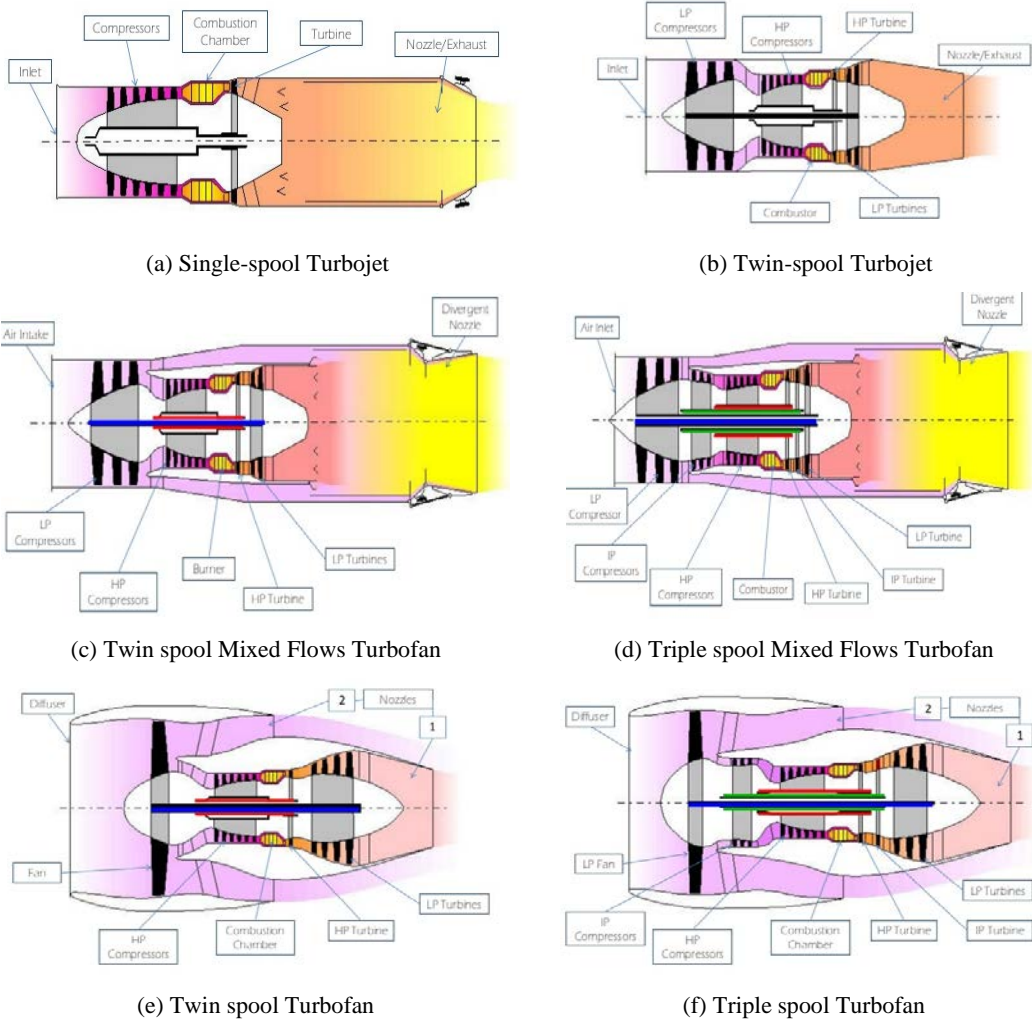 Compressors
Combustion
Chamber
Turbine
Nozzle/Exhaust
Inlet
(a) Single-spool Turbojet
LP
Compressors
HP
Compressors
HP Turbine
Nozzle/Exhaust
Inlet
Combustor
LP Turbines
(b) Twin-spool Turbojet
Air Intake
Divergent
Nozzle
LP
Compressors
HP
Compressors
Burner
HP Turbine
LP Turbines
(c) Twin spool Mixed Flows Turbofan
Air Inlet
Divergent
Nozzle
LP
Compressor
IP
Compressors
HP
Compressors
Combustor
HP Turbine
IP Turbine
LP Turbine
(d) Triple spool Mixed Flows Turbofan
Diffuser
2
Nozzles
1
Fan
HP
Compressors
Combustion
Chamber
HP Turbine
LP Turbines
(e) Twin spool Turbofan
Diffuser
2
Nozzles
1
LP Fan
IP
Compressors
HP
Compressors
Combustion
Chamber
HP Turbine
IP Turbine
LP Turbines
(f) Triple spool Turbofan